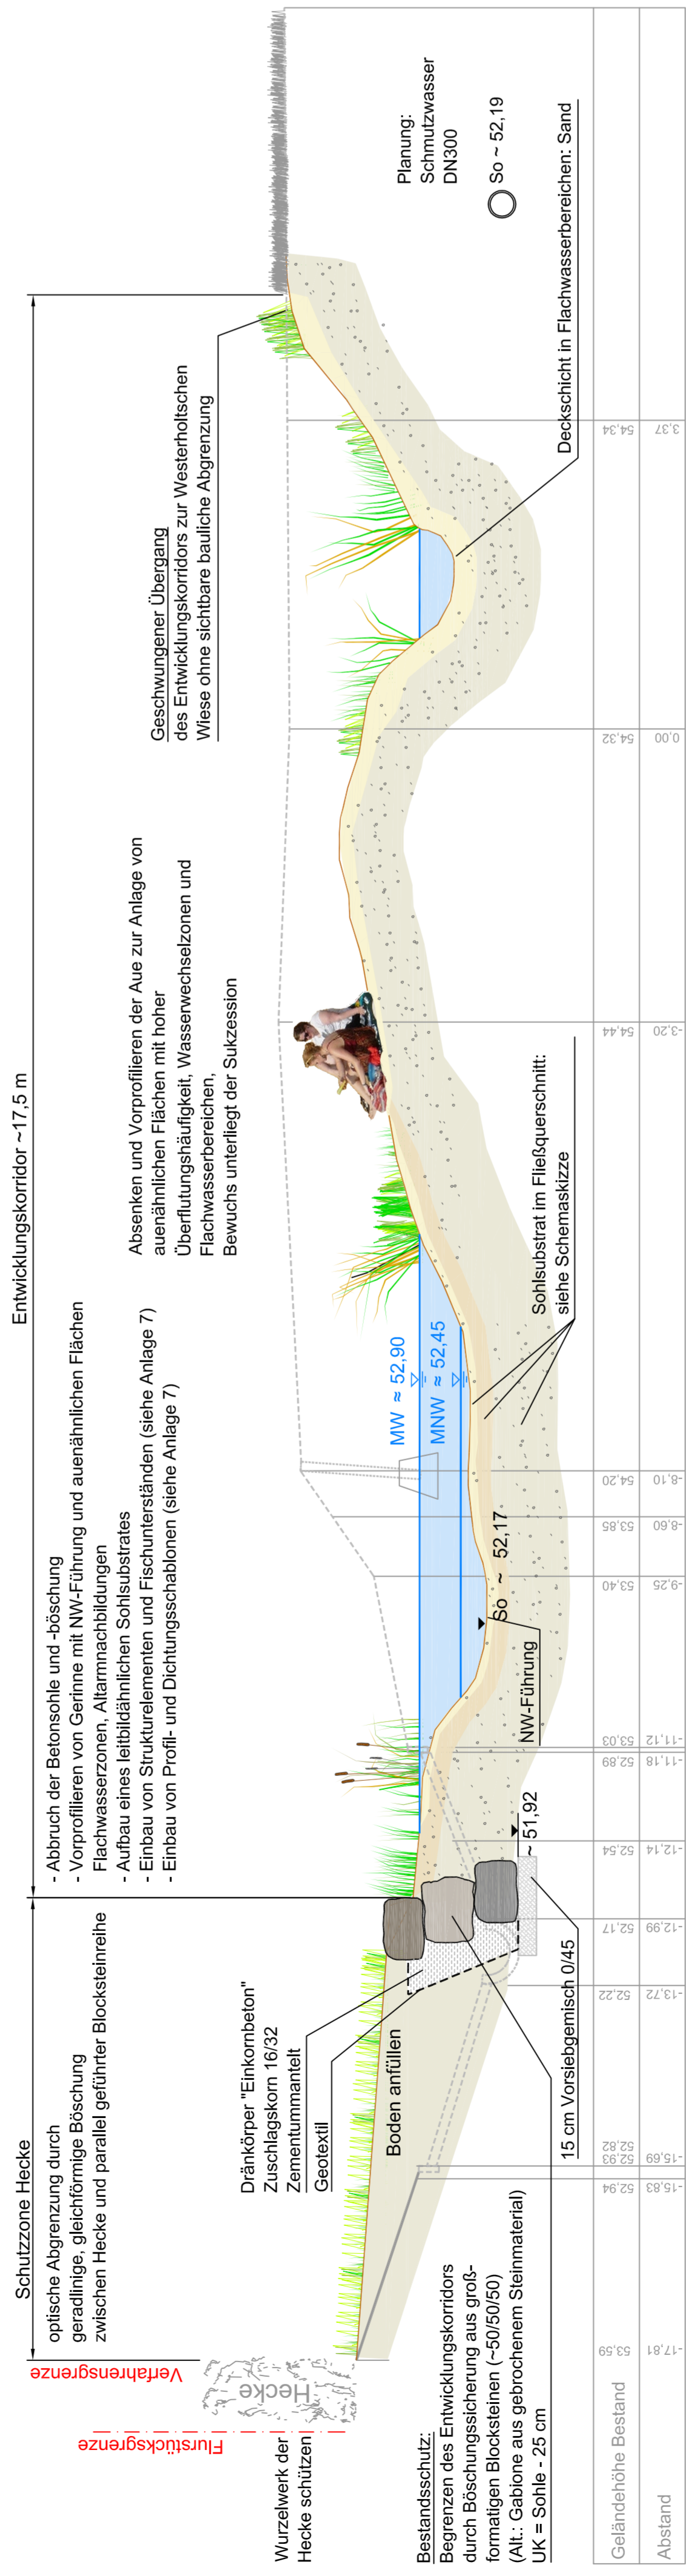 Schutzzone Hecke
optische Abgrenzung durch
geradlinige, gleichförmige Böschung
zwischen Hecke und parallel geführter Blocksteinreihe
Entwicklungskorridor ~17,5 m
- Abbruch der Betonsohle und -böschung
- Vorprofilieren von Gerinne mit NW-Führung und auenähnlichen Flächen
Flachwasserzonen, Altarmnachbildungen
- Aufbau eines leitbildähnlichen Sohlsubstrates
- Einbau von Strukturelementen und Fischunterständen (siehe Anlage 7)
- Einbau von Profil- und Dichtungsschablonen (siehe Anlage 7)
Absenken und Vorprofilieren der Aue zur Anlage von
auenähnlichen Flächen mit hoher
Überflutungshäufigkeit, Wasserwechselzonen und
Flachwasserbereichen,
Bewuchs unterliegt der Sukzession
Geschwungener Übergang
des Entwicklungskorridors zur Westerholtschen
Wiese ohne sichtbare bauliche Abgrenzung
Planung:
Schmutzwasser
DN300
So ~ 52,19
Deckschicht in Flachwasserbereichen: Sand
Verfahrensgrenze
Flurstücksgrenze
Hecke
Wurzelwerk der
Hecke schützen
Dränkörper "Einkornbeton"
Zuschlagskorn 16/32
Zementummantelt
Geotextil
Boden anfüllen
MW ≈ 52,90
MNW ≈ 52,45
So ~ 52,17
NW-Führung
~ 51,92
Sohlsubstrat im Fließquerschnitt:
siehe Schemaskizze
15 cm Vorsiebgemisch 0/45
Bestandsschutz:
Begrenzen des Entwicklungskorridors
durch Böschungssicherung aus groß-
formatigen Blocksteinen (~50/50/50)
(Alt.: Gabione aus gebrochenem Steinmaterial)
UK = Sohle - 25 cm
Geländehöhe Bestand
53,59
52,94
52,93
52,82
52,22
52,17
52,54
52,89
53,03
53,40
53,85
54,20
54,44
54,32
54,34
Abstand
-17,81
-15,83
-15,69
-13,72
-12,99
-12,14
-11,18
-11,12
-9,25
-8,60
-8,10
-3,20
0,00
3,37